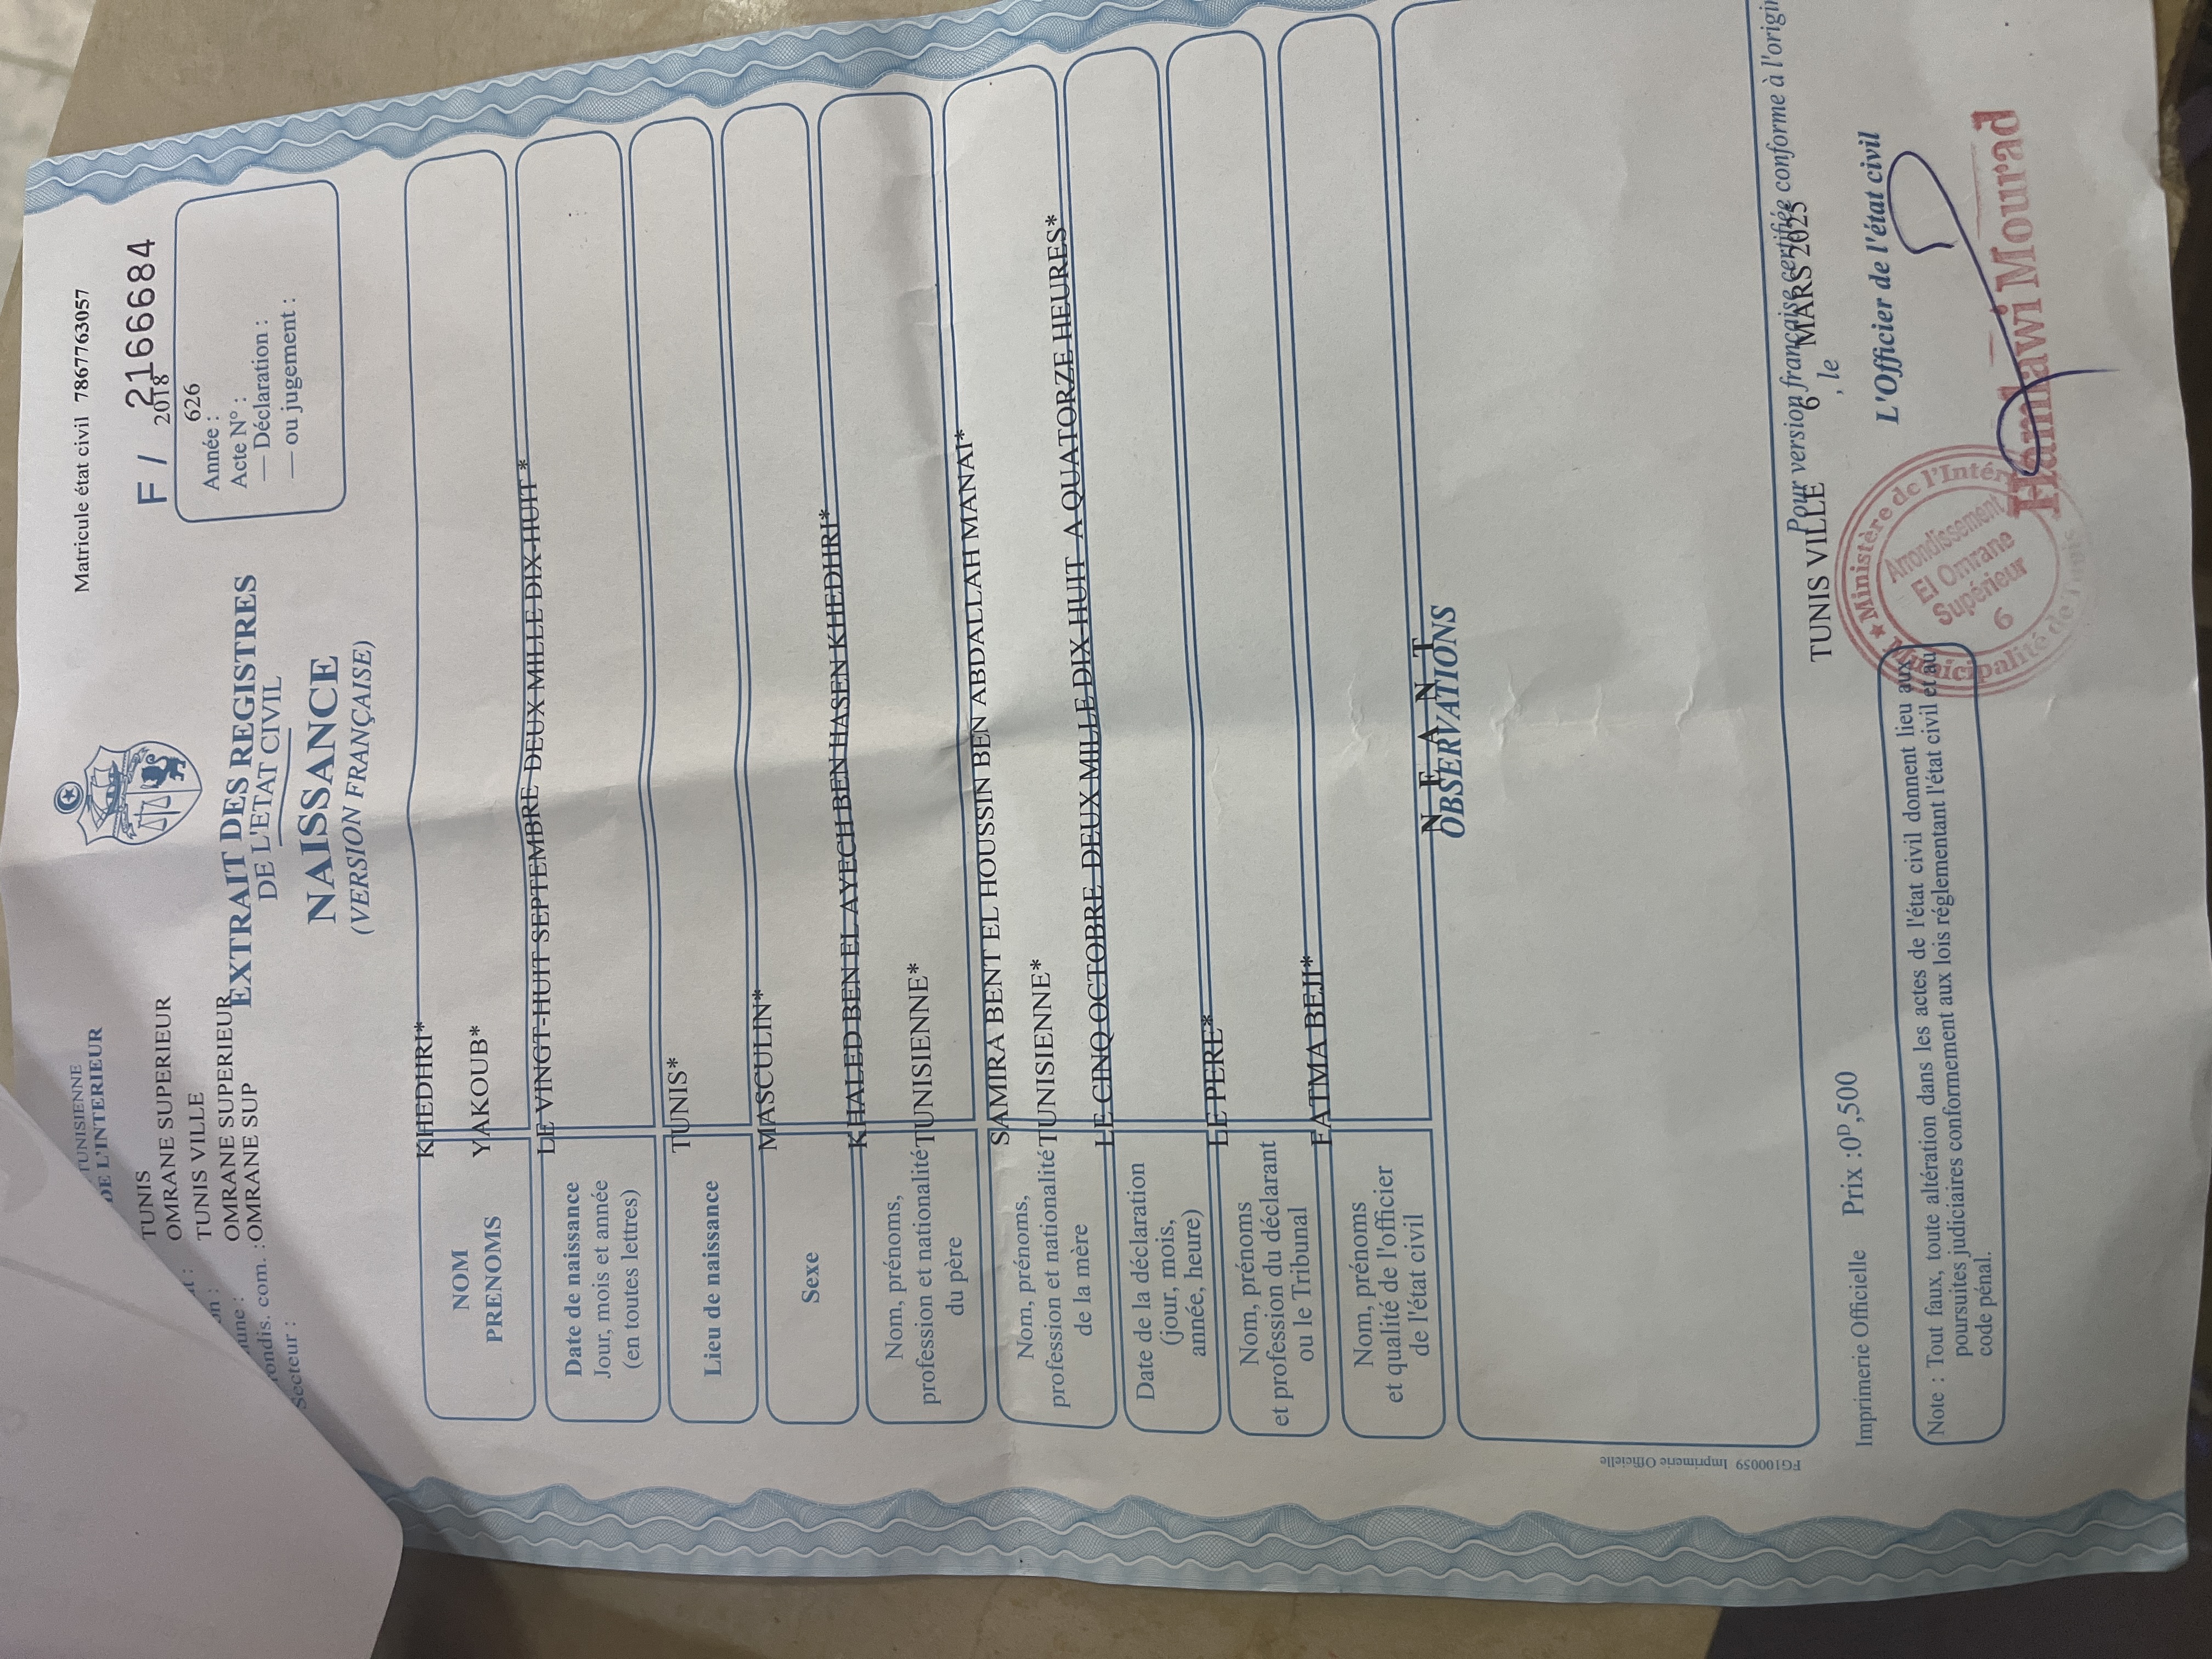 Matricule état civil 7867763057
TUNISIENNE
DE L'INTERIEUR
F / 2166684
TUNIS
OMRANE SUPERIEUR
TUNIS VILLE
OMRANE SUPERIEUR
ondis. com. :OMRANE SUP
Secteur :
2018
626
Année :
Acte N° :
— Déclaration :
— ou jugement :
EXTRAIT DES REGISTRES
DE L'ETAT CIVIL
NAISSANCE
(VERSION FRANÇAISE)
NOM
KHEDHRI*
PRENOMS
YAKOUB*
Date de naissance
Jour, mois et année
(en toutes lettres)
LE VINGT-HUIT SEPTEMBRE DEUX MILLE DIX-HUIT *
Lieu de naissance
TUNIS*
Sexe
MASCULIN*
Nom, prénoms,
profession et nationalité
du père
KHALED BEN EL AYECH BEN HASEN KHEDHRI*
TUNISIENNE*
Nom, prénoms,
profession et nationalité
de la mère
SAMIRA BENT EL HOUSSIN BEN ABDALLAH MANAI*
TUNISIENNE*
Date de la déclaration
(jour, mois,
année, heure)
LE CINQ OCTOBRE DEUX MILLE DIX HUIT A QUATORZE HEURES*
Nom, prénoms
et profession du déclarant
ou le Tribunal
LE PERE*
Nom, prénoms
et qualité de l'officier
de l'état civil
FATMA BEJI*
N E A N T
OBSERVATIONS
Pour version française certifiée conforme à l'origin
TUNIS VILLE , le 6 MARS 2025
L'Officier de l'état civil
Hamlawi Mourad
Ministère de l'Intér
Arrondissement
El Omrane
Supérieur
6
Municipalité de Tunis
Imprimerie Officielle Prix :0D,500
Note : Tout faux, toute altération dans les actes de l'état civil donnent lieu aux
poursuites judiciaires conformement aux lois réglémentant l'état civil et au
code pénal.
FG100059 Imprimerie Officielle